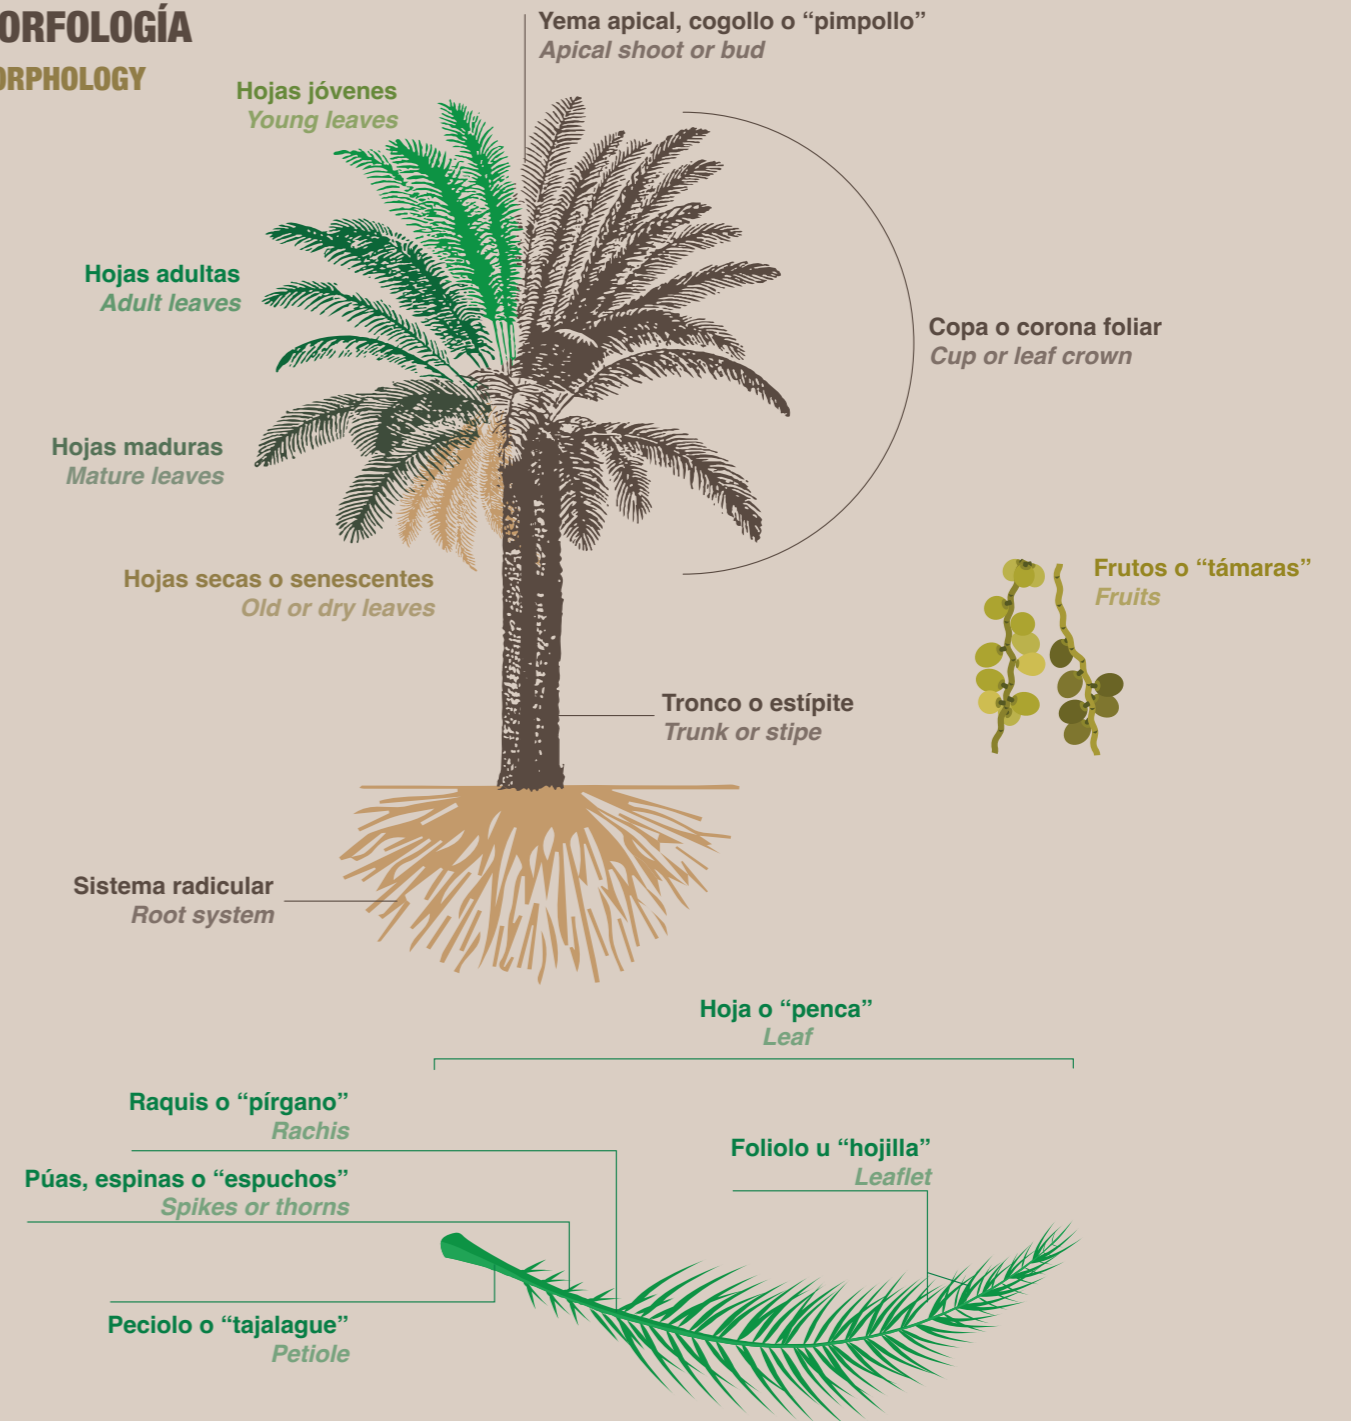 ORFOLOGÍA
ORPHOLOGY
Yema apical, cogollo o “pimpollo”
Apical shoot or bud
Hojas jóvenes
Young leaves
Hojas adultas
Adult leaves
Copa o corona foliar
Cup or leaf crown
Hojas maduras
Mature leaves
Hojas secas o senescentes
Old or dry leaves
Frutos o “támaras”
Fruits
Tronco o estípite
Trunk or stipe
Sistema radicular
Root system
Hoja o “penca”
Leaf
Raquis o “pírgano”
Rachis
Foliolo u “hojilla”
Leaflet
Púas, espinas o “espuchos”
Spikes or thorns
Peciolo o “tajalague”
Petiole